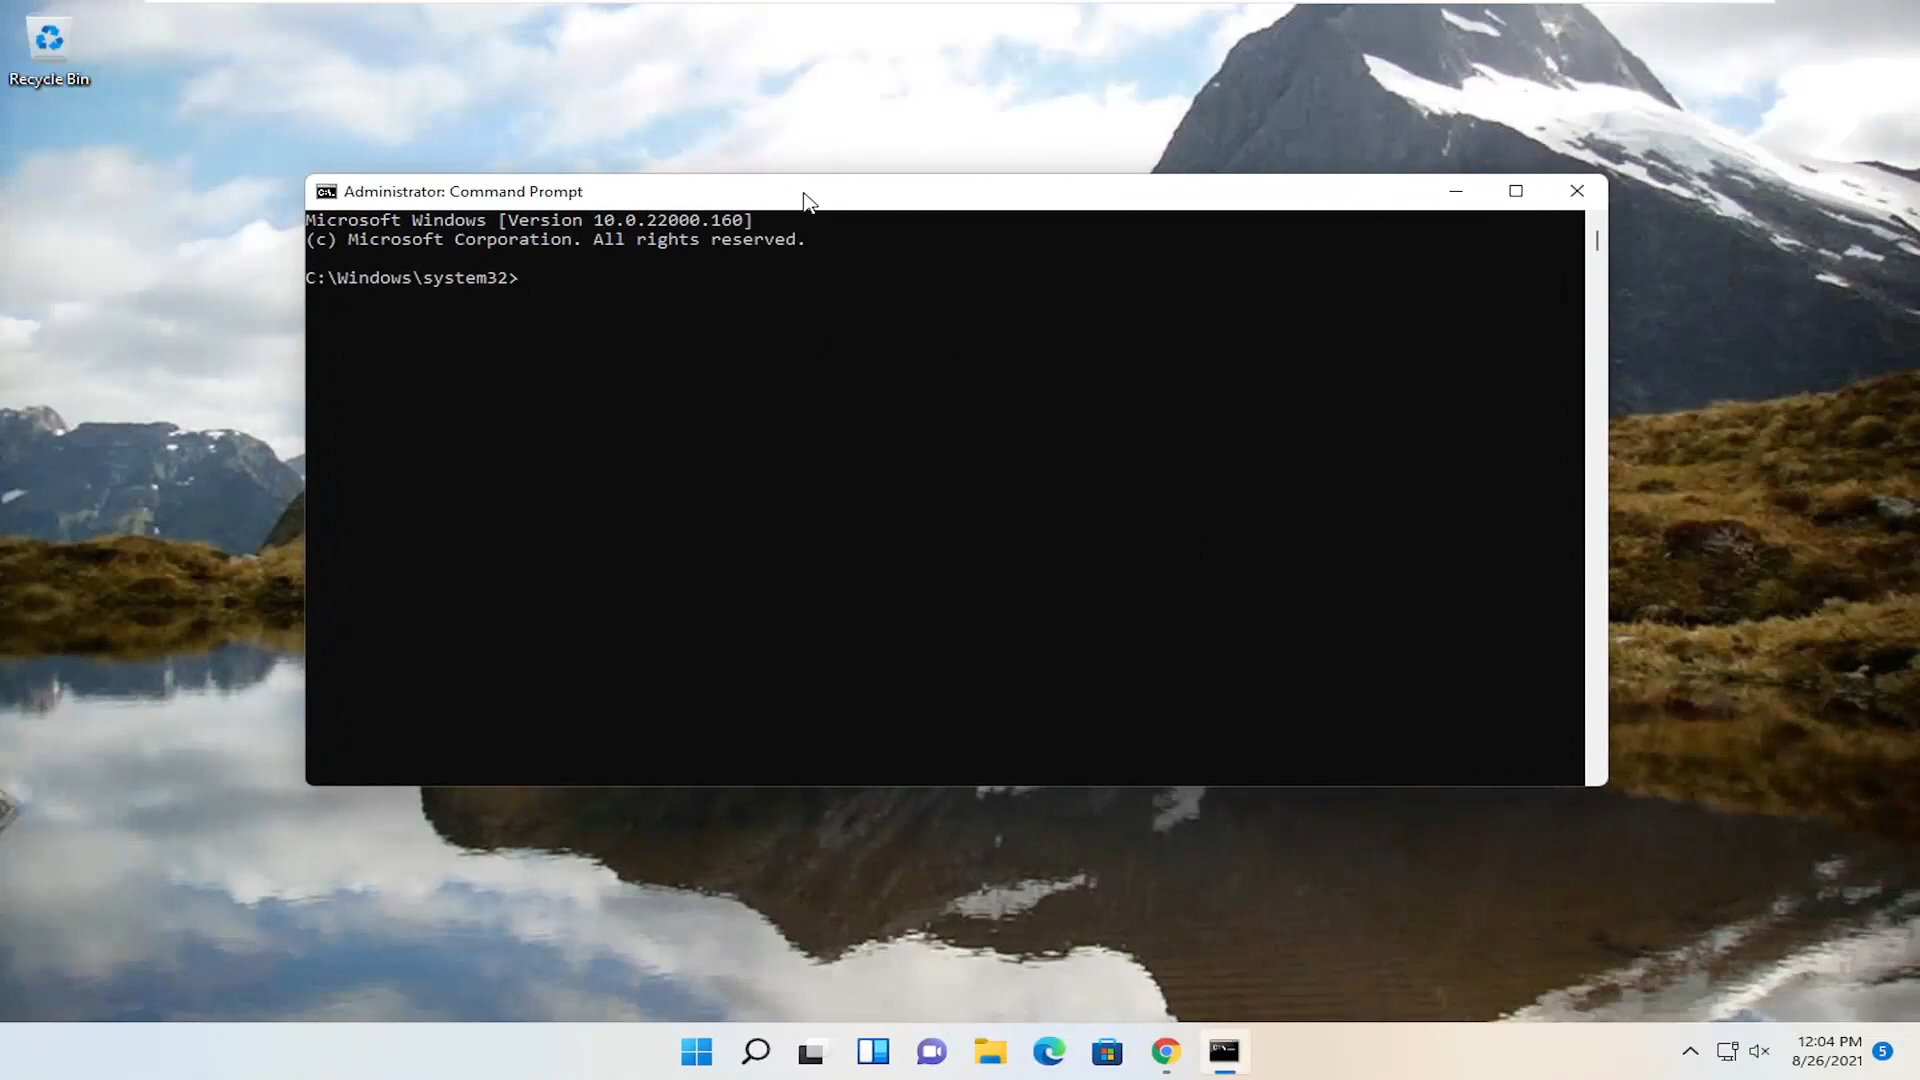 Recycle Bin
Administrator: Command Prompt
Microsoft Windows [Version 10.0.22000.160]
(c) Microsoft Corporation. All rights reserved.
C:\Windows\system32>
12:04 PM
8/26/2021
5